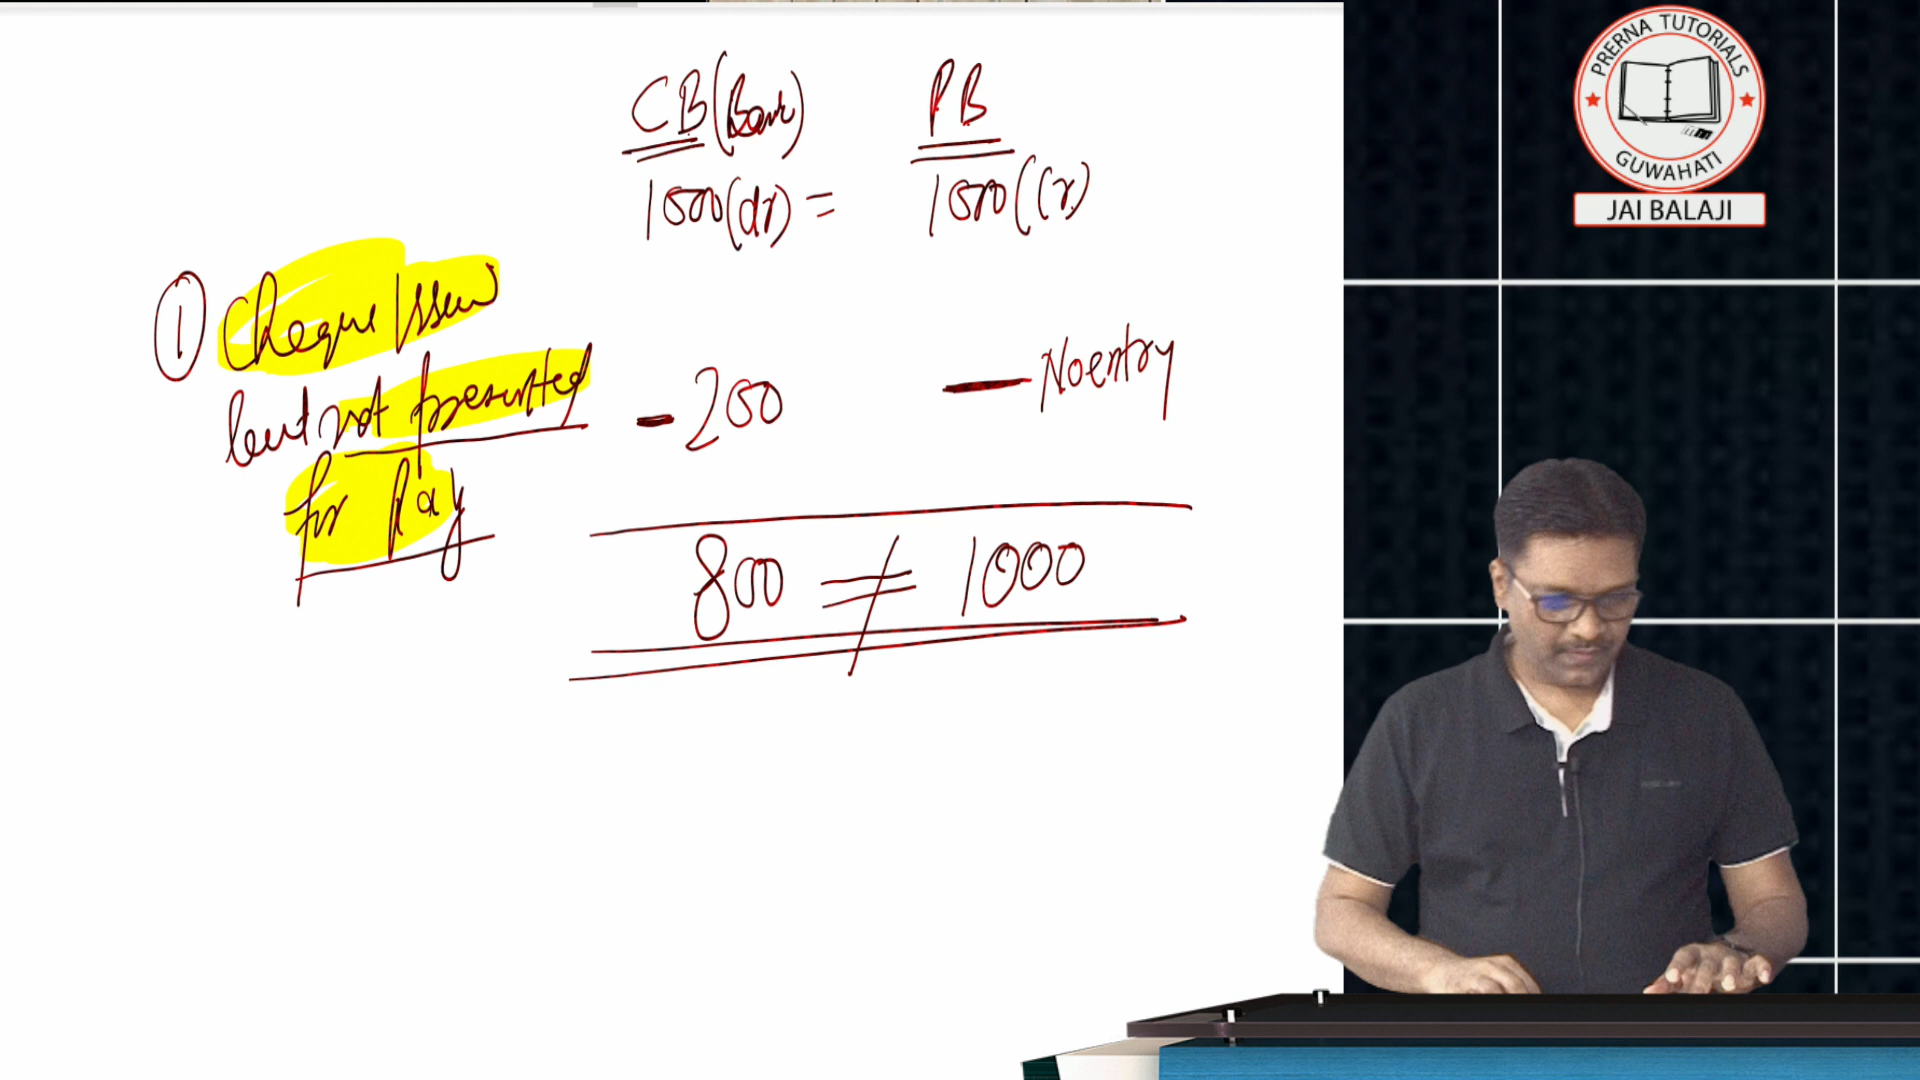 CB (Bank) PB
1000 (dr) = 1000 (Cr)
① Cheque Issued
but not presented
for Pay
- 200 — No entry
800 ≠ 1000
PRERNA TUTORIALS
GUWAHATI
JAI BALAJI